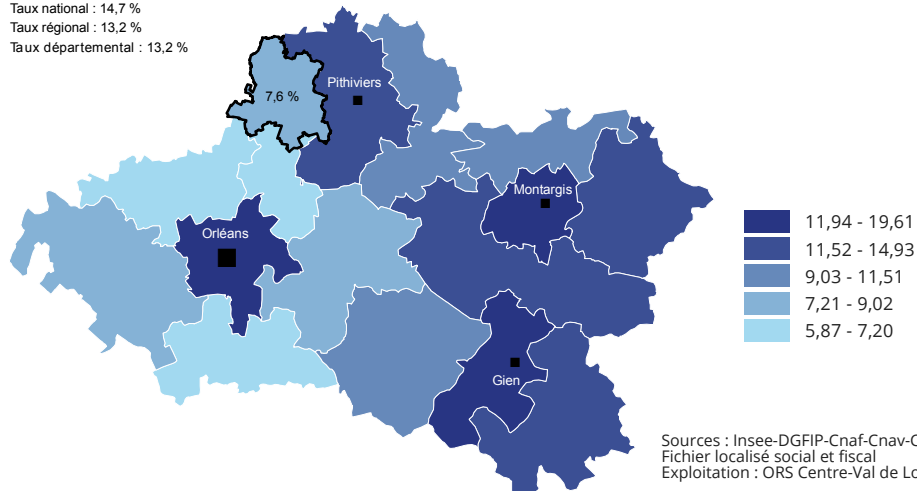 Taux national : 14,7 %
Taux régional : 13,2 %
Taux départemental : 13,2 %
7,6 %
Pithiviers
Montargis
Orléans
Gien
11,94 - 19,61
11,52 - 14,93
9,03 - 11,51
7,21 - 9,02
5,87 - 7,20
Sources : Insee-DGFIP-Cnaf-Cnav-
Fichier localisé social et fiscal
Exploitation : ORS Centre-Val de